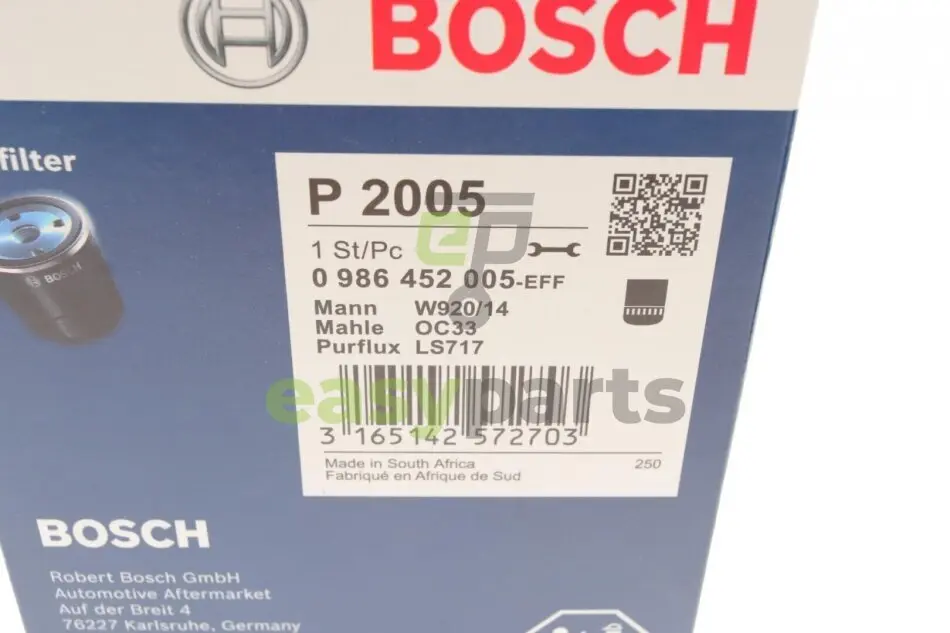 BOSCH
filter
BOSCH
P 2005
ep
1 St/Pc
0 986 452 005-EFF
Mann W920/14
Mahle OC33
Purflux LS717
easyparts
3 165142 572703
Made in South Africa 250
Fabriqué en Afrique de Sud
BOSCH
Robert Bosch GmbH
Automotive Aftermarket
Auf der Breit 4
76227 Karlsruhe, Germany